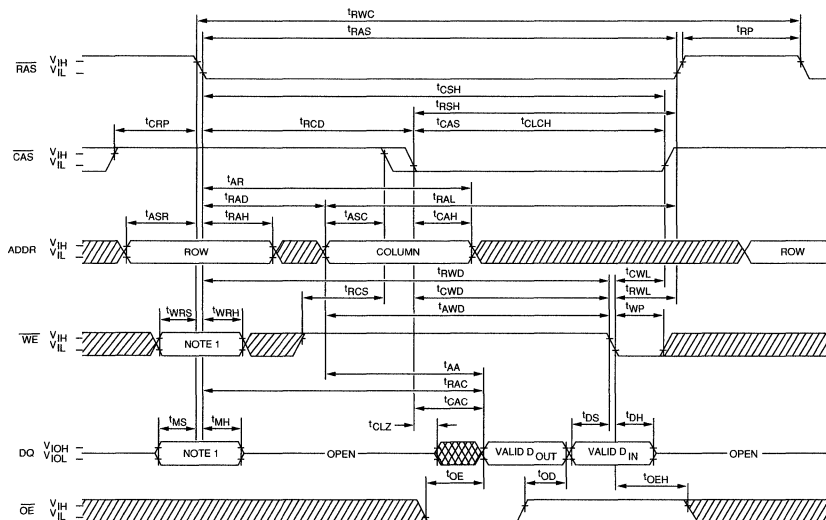 tRWC
tRAS
tRP
RAS VIH
VIL
tCSH
tRSH
tCRP
tRCD
tCAS
tCLCH
CAS VIH
VIL
tAR
tRAD
tRAL
tASR
tRAH
tASC
tCAH
ADDR VIH
VIL
ROW
COLUMN
ROW
tRWD
tCWL
tRCS
tCWD
tRWL
tWRS
tWRH
tAWD
tWP
WE VIH
VIL
NOTE 1
tAA
tRAC
tCAC
tMS
tMH
tCLZ
tDS
tDH
DQ VIOH
VIOL
NOTE 1
OPEN
VALID DOUT
VALID DIN
OPEN
tOE
tOD
tOEH
OE VIH
VIL